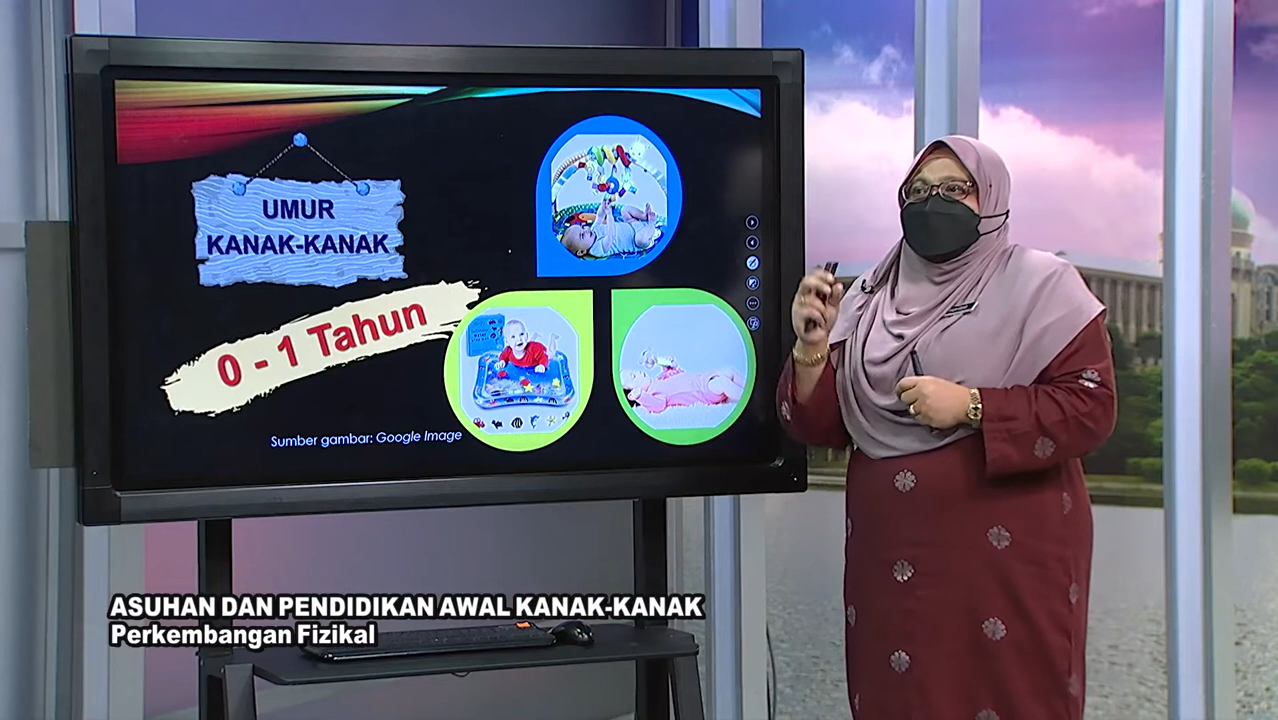 UMUR
KANAK-KANAK
0 - 1 Tahun
Sumber gambar: Google Image
ASUHAN DAN PENDIDIKAN AWAL KANAK-KANAK
Perkembangan Fizikal